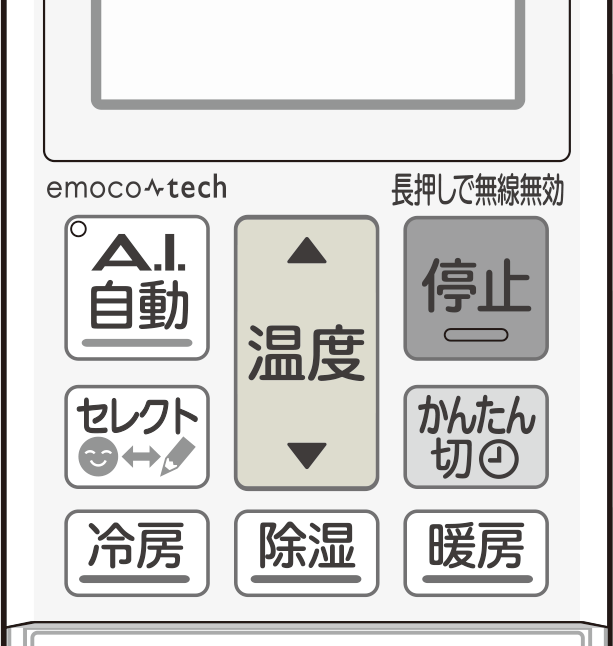 emoco tech
長押しで無線無効
A.I.
自動
温度
停止
セレクト
かんたん
切
冷房
除湿
暖房